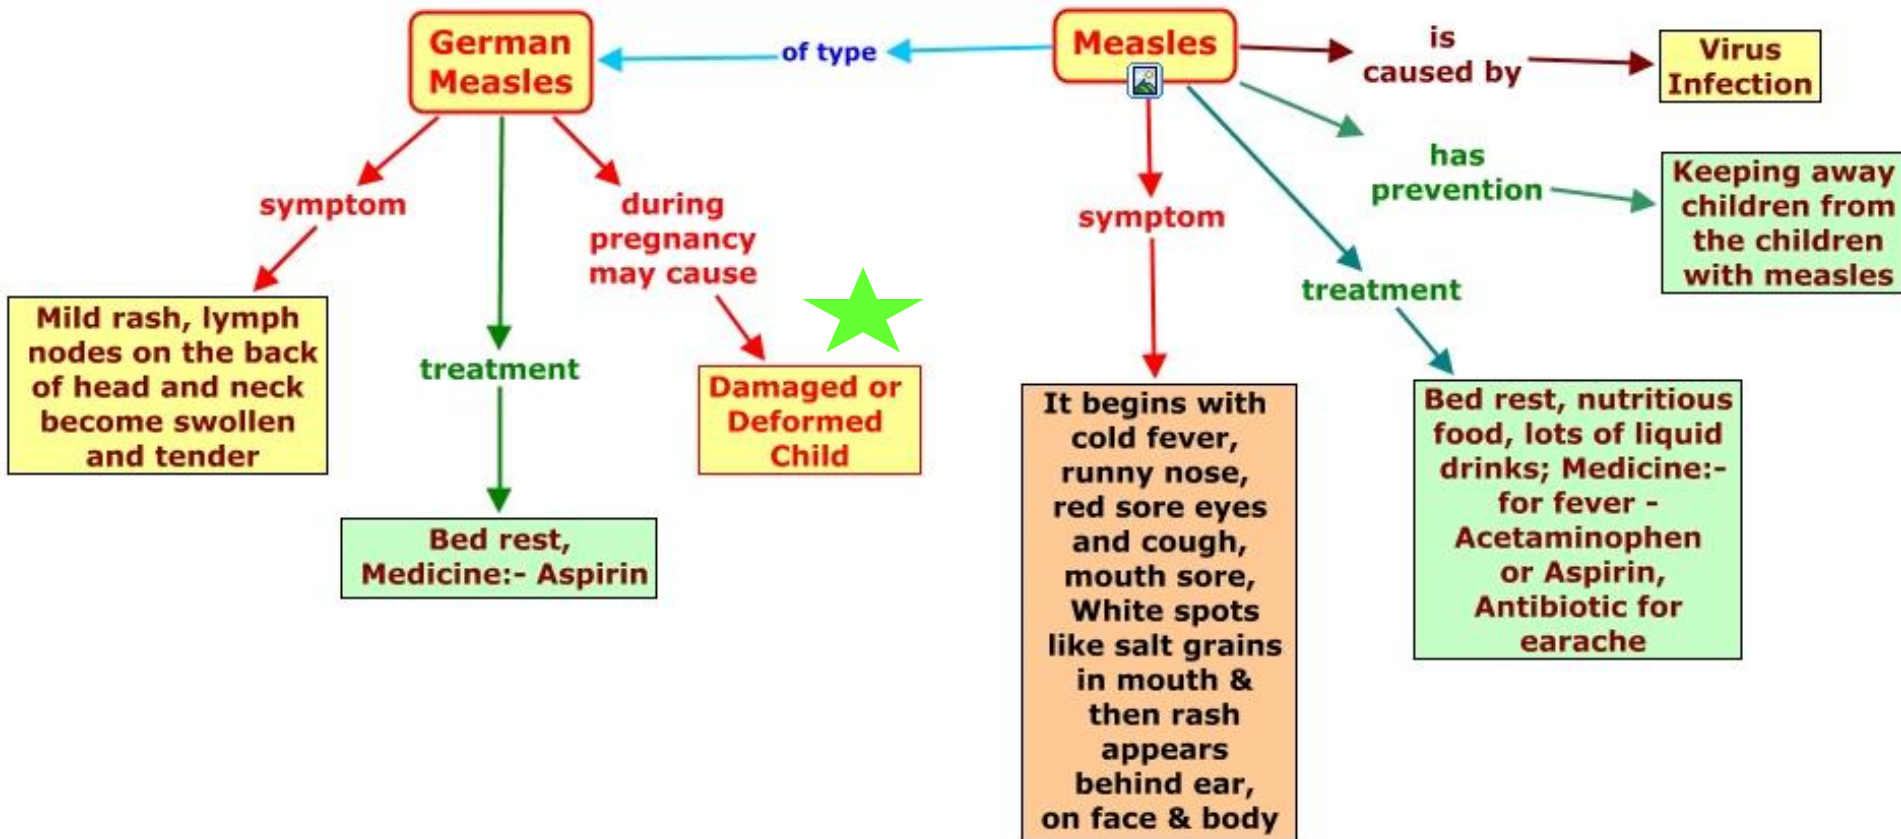 German
Measles
of type
Measles
is
caused by
Virus
Infection
has
prevention
Keeping away
children from
the children
with measles
symptom
during
pregnancy
may cause
symptom
treatment
Mild rash, lymph
nodes on the back
of head and neck
become swollen
and tender
treatment
Damaged or
Deformed
Child
It begins with
cold fever,
runny nose,
red sore eyes
and cough,
mouth sore,
White spots
like salt grains
in mouth &
then rash
appears
behind ear,
on face & body
Bed rest, nutritious
food, lots of liquid
drinks; Medicine:-
for fever -
Acetaminophen
or Aspirin,
Antibiotic for
earache
Bed rest,
Medicine:- Aspirin